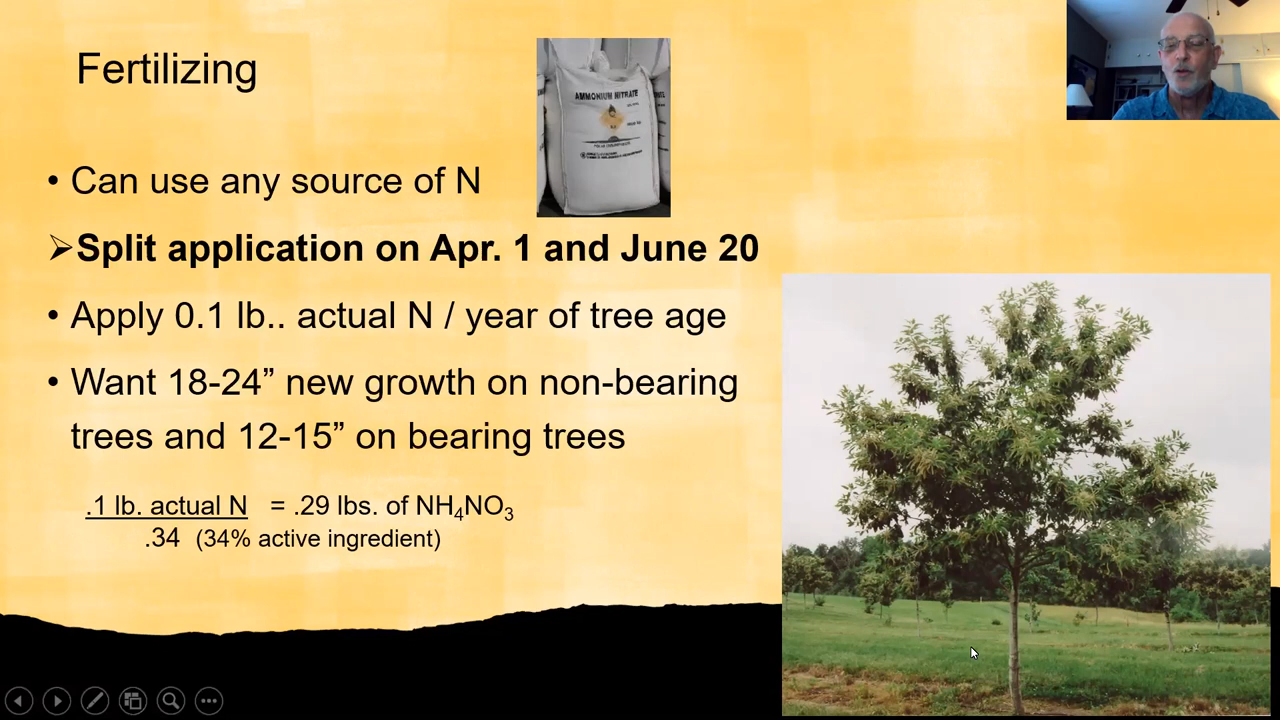 Fertilizing
AMMONIUM NITRATE
• Can use any source of N
➢Split application on Apr. 1 and June 20
• Apply 0.1 lb.. actual N / year of tree age
• Want 18-24” new growth on non-bearing
trees and 12-15” on bearing trees
.1 lb. actual N = .29 lbs. of NH₄NO₃
.34 (34% active ingredient)